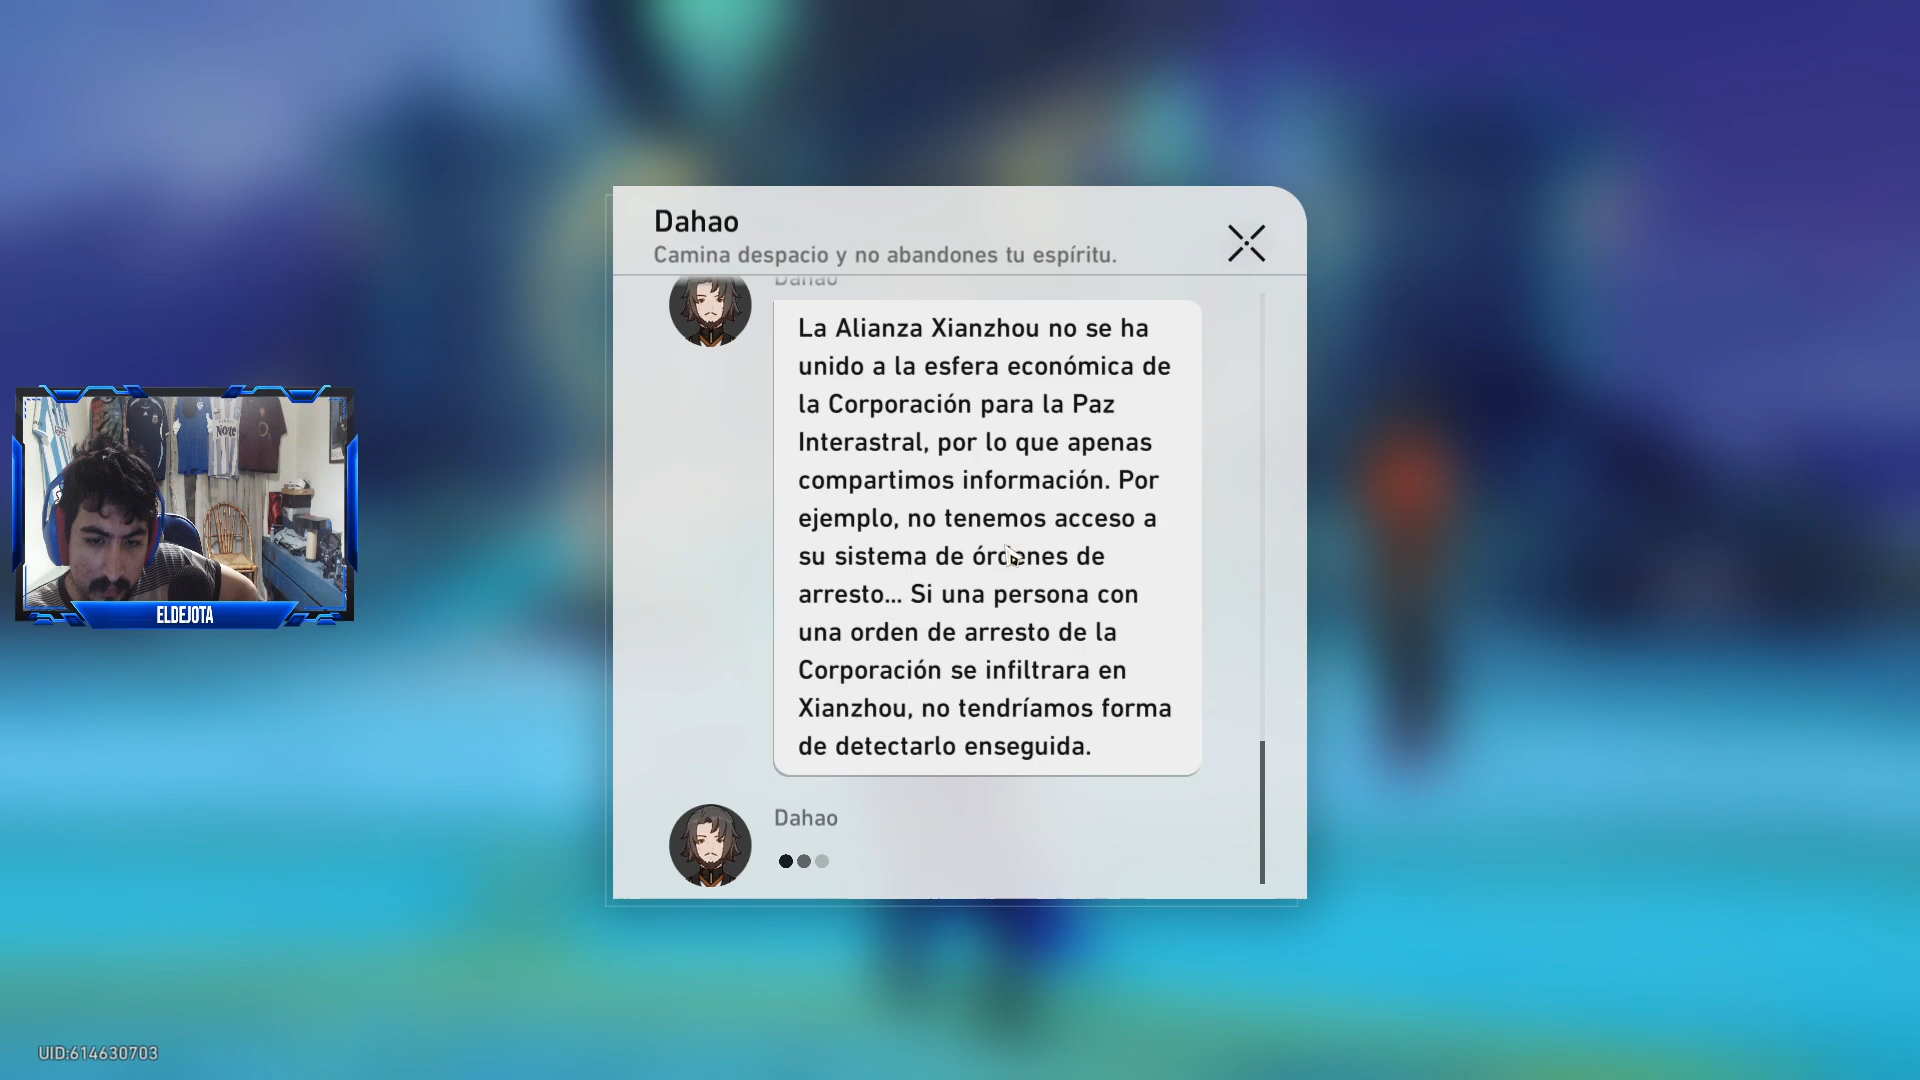 Dahao
Camina despacio y no abandones tu espíritu.
Dahao
La Alianza Xianzhou no se ha
unido a la esfera económica de
la Corporación para la Paz
Interastral, por lo que apenas
compartimos información. Por
ejemplo, no tenemos acceso a
su sistema de órdenes de
arresto... Si una persona con
una orden de arresto de la
Corporación se infiltrara en
Xianzhou, no tendríamos forma
de detectarlo enseguida.
Dahao
ELDEJOTA
UID:614630703